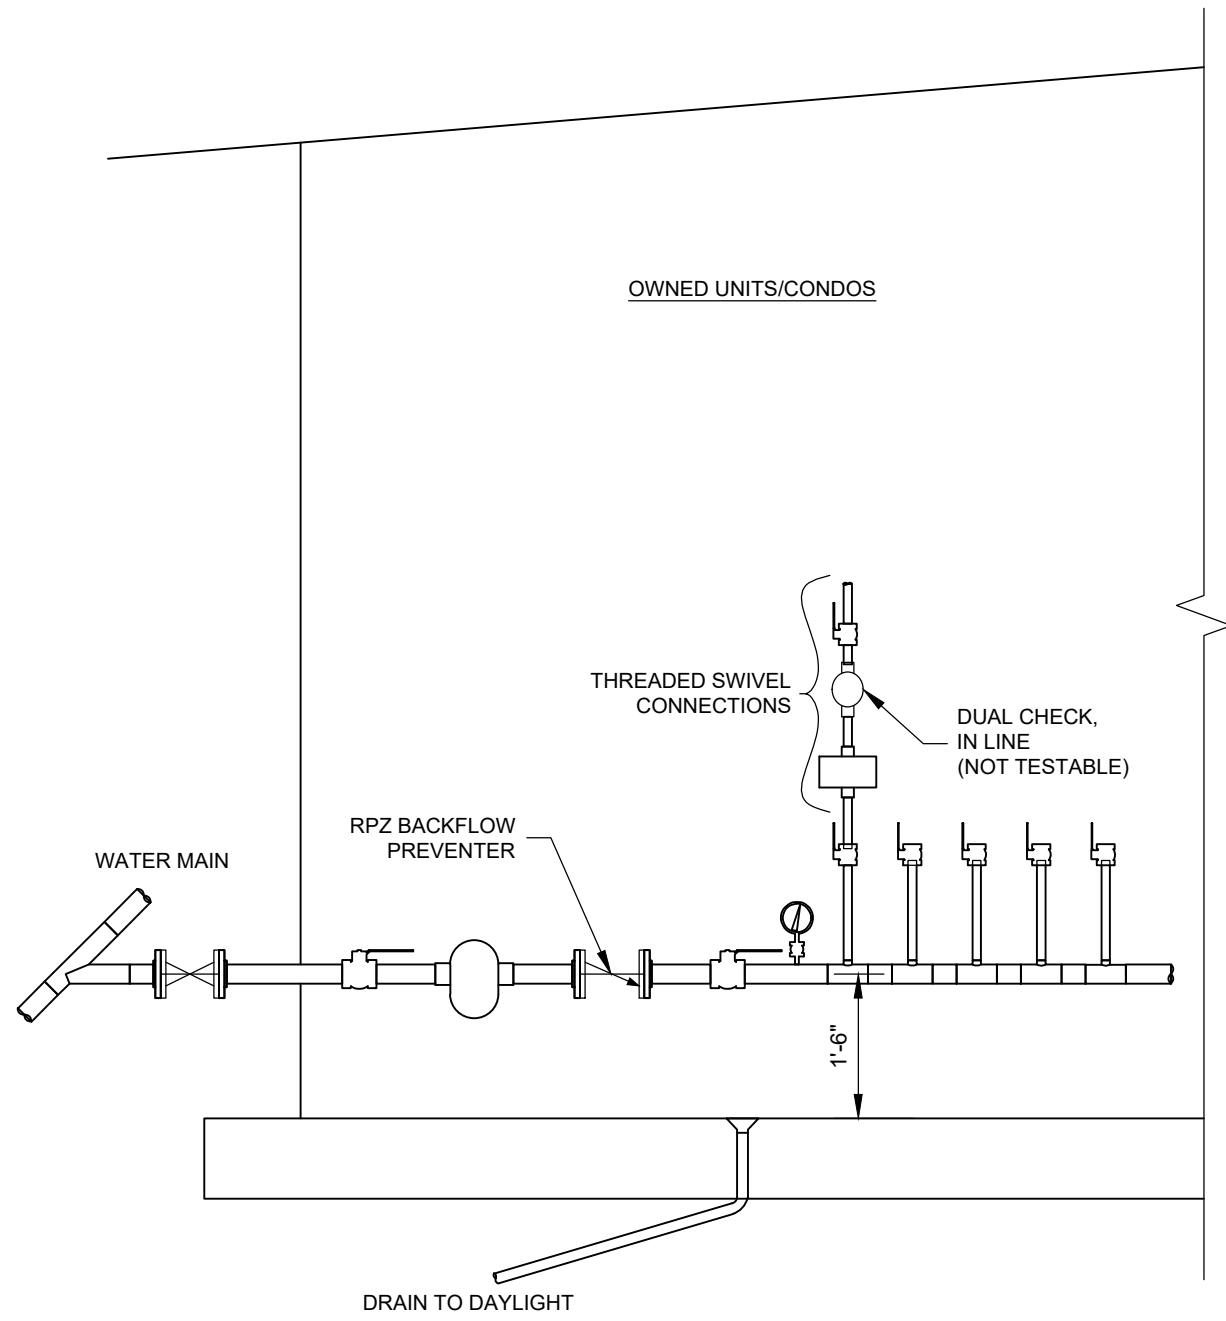 OWNED UNITS/CONDOS
THREADED SWIVEL
CONNECTIONS
DUAL CHECK,
IN LINE
(NOT TESTABLE)
RPZ BACKFLOW
PREVENTER
WATER MAIN
1'-6"
DRAIN TO DAYLIGHT